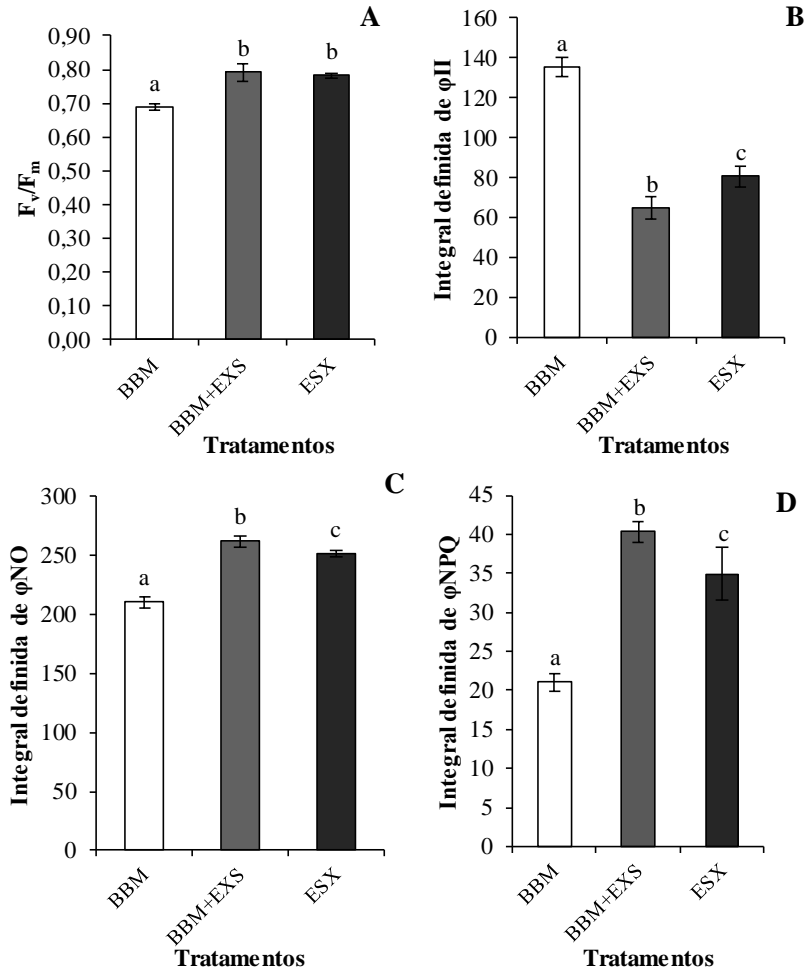 A
F_v/F_m
0,90
0,80
0,70
0,60
0,50
0,40
0,30
0,20
0,10
0,00
a
b
b
BBM
BBM+EXS
ESX
Tratamentos
B
Integral definida de φII
160
140
120
100
80
60
40
20
0
a
b
c
BBM
BBM+EXS
ESX
Tratamentos
C
Integral definida de φNO
300
250
200
150
100
50
0
a
b
c
BBM
BBM+EXS
ESX
Tratamentos
D
Integral definida de φNPQ
45
40
35
30
25
20
15
10
5
0
a
b
c
BBM
BBM+EXS
ESX
Tratamentos